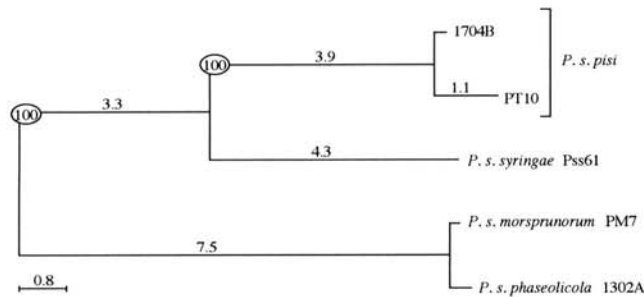 1704B
100
3.9
P. s. pisi
1.1
PT10
100
3.3
4.3
P. s. syringae Pss61
P. s. morsprunorum PM7
7.5
0.8
P. s. phaseolicola 1302A